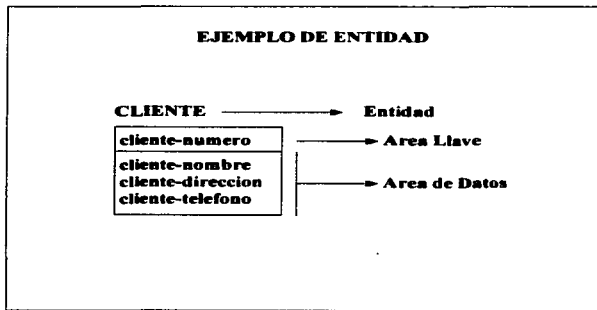 EJEMPLO DE ENTIDAD
CLIENTE Entidad
cliente-numero Area Llave
cliente-nombre
cliente-direccion Area de Datos
cliente-telefono